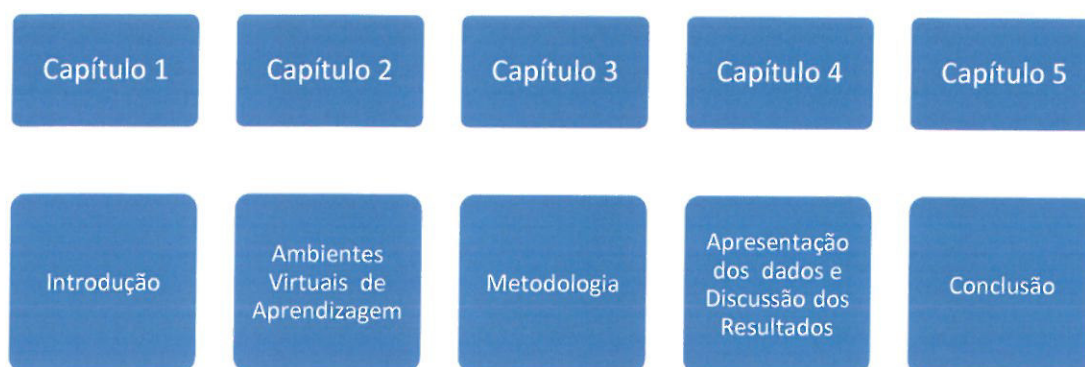 Capítulo 1
Capítulo 2
Capítulo 3
Capítulo 4
Capítulo 5
Introdução
Ambientes
Virtuais de
Aprendizagem
Metodologia
Apresentação
dos dados e
Discussão dos
Resultados
Conclusão